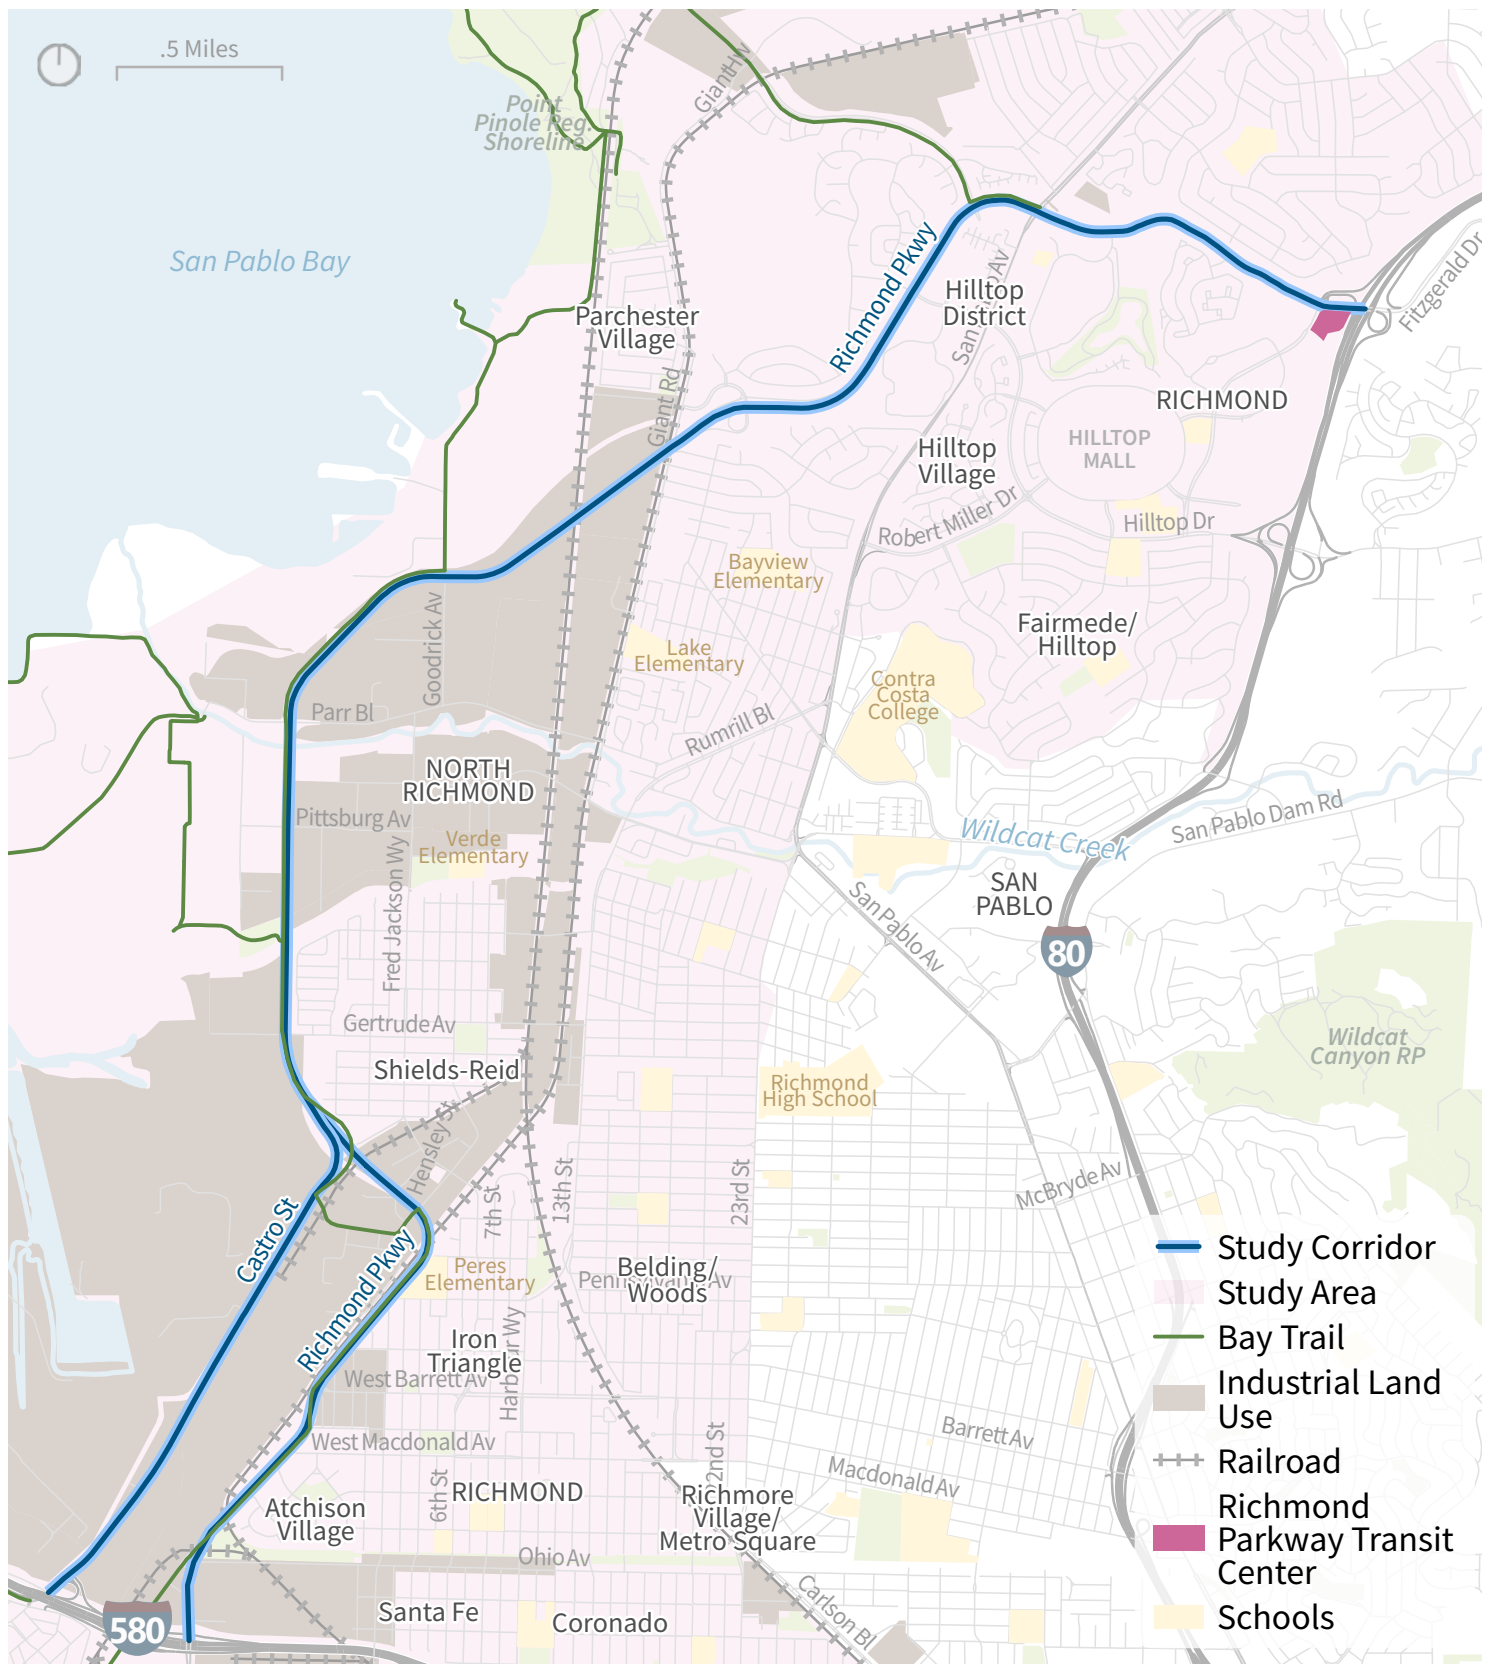 .5 Miles
Giant Hw
Point
Pinole Reg.
Shoreline
San Pablo Bay
Richmond Pkwy
Hilltop
District
Fitzgerald Dr
Parchester
Village
Giant Rd
RICHMOND
HILLTOP
MALL
Hilltop
Village
Robert Miller Dr
Hilltop Dr
Bayview
Elementary
Goodrick Av
Lake
Elementary
Fairmede/
Hilltop
Contra
Costa
College
Parr Bl
Rumrill Bl
NORTH
RICHMOND
Pittsburg Av
Verde
Elementary
Fred Jackson Wy
Wildcat Creek
San Pablo Dam Rd
SAN
PABLO
San Pablo Av
80
Gertrude Av
Shields-Reid
Wildcat
Canyon RP
Richmond
High School
Hensley St
7th St
13th St
23rd St
McBryde Av
Castro St
Richmond Pkwy
Peres
Elementary
Belding/
Woods
Iron
Triangle
Harbour Wy
West Barrett Av
West Macdonald Av
Barrett Av
Macdonald Av
6th St
RICHMOND
Atchison
Village
Richmore
Village/
Metro Square
Ohio Av
Carlson Bl
580
Santa Fe
Coronado
Study Corridor
Study Area
Bay Trail
Industrial Land
Use
Railroad
Richmond
Parkway Transit
Center
Schools